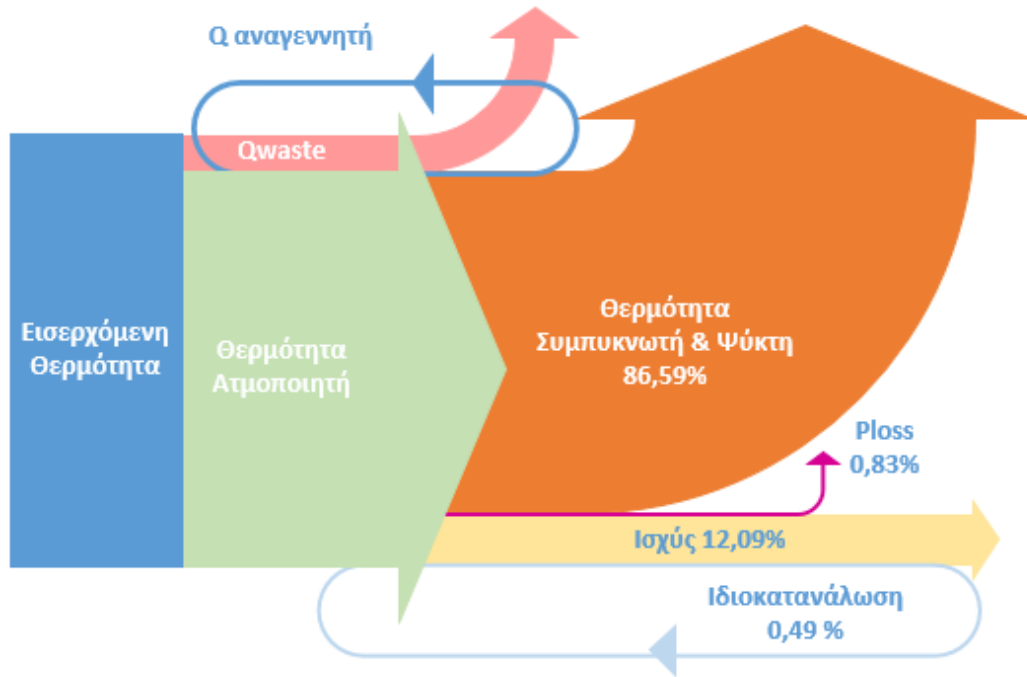 Q αναγεννητή
Qwaste
Εισερχόμενη
Θερμότητα
Θερμότητα
Ατμοποιητή
Θερμότητα
Συμπυκνωτή & Ψύκτη
86,59%
Ploss
0,83%
Ισχύς 12,09%
Ιδιοκατανάλωση
0,49 %